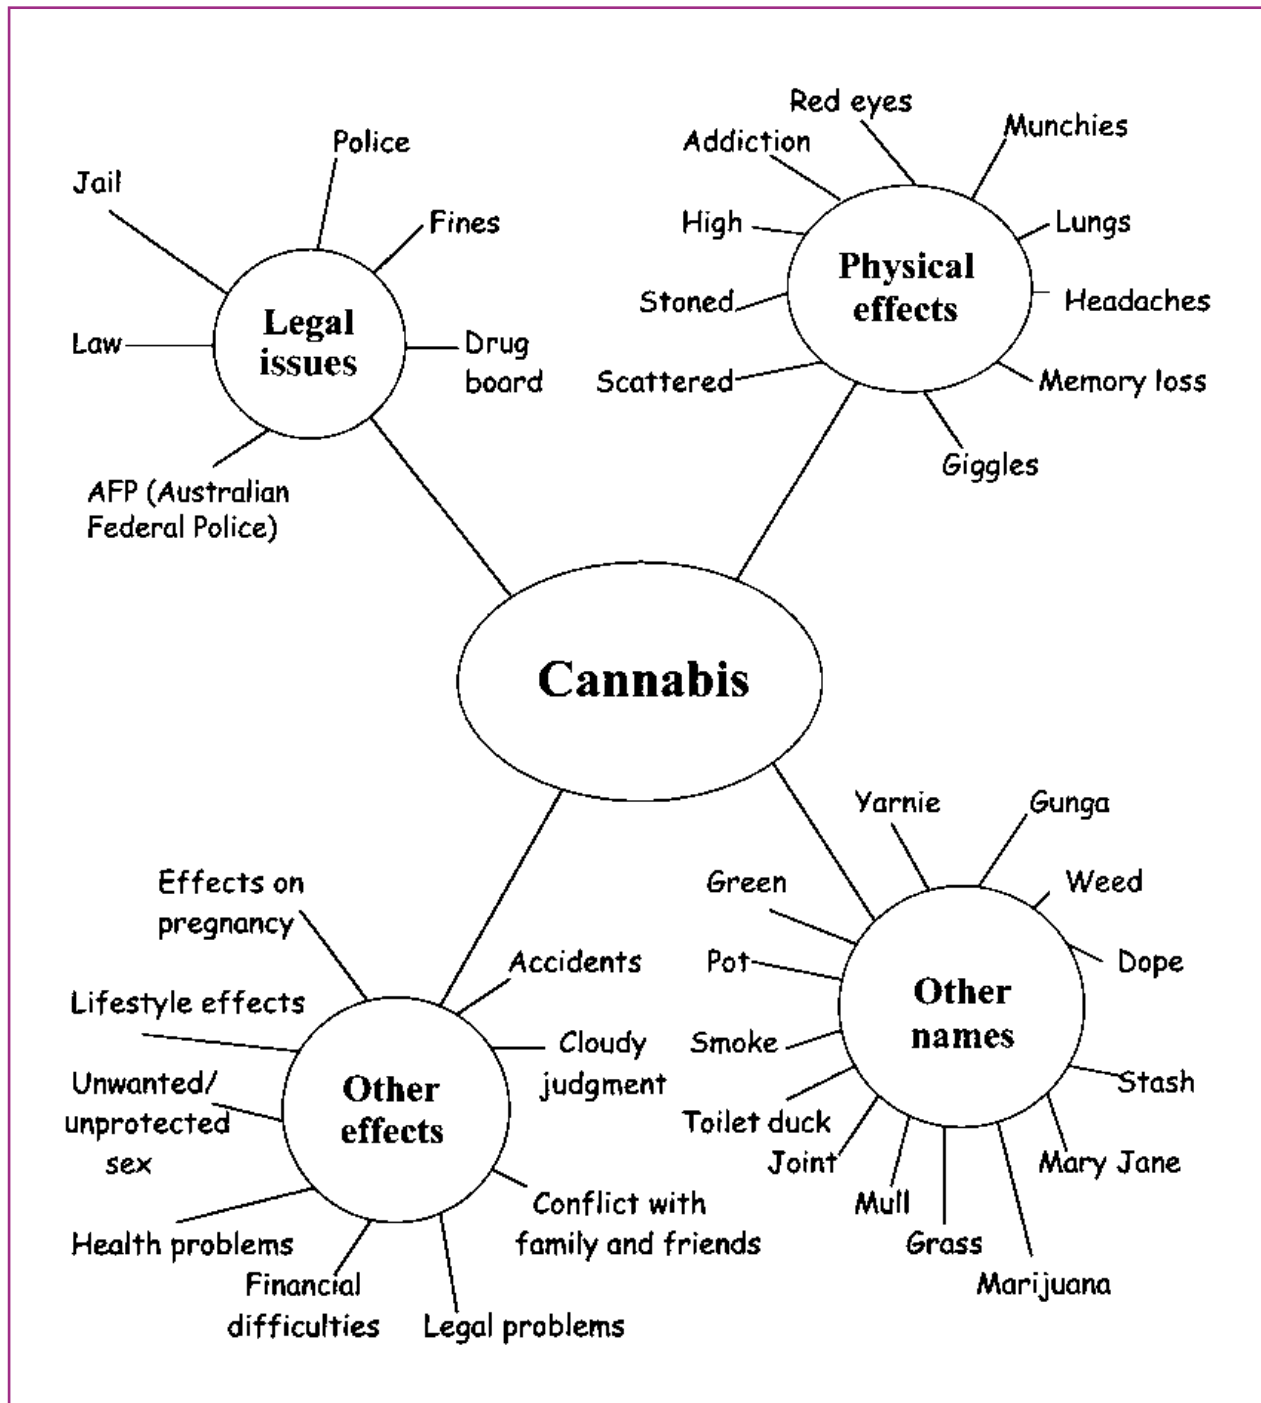 Police
Jail
Fines
Legal
issues
Law
Drug
board
AFP (Australian
Federal Police)
Red eyes
Addiction
Munchies
High
Lungs
Physical
effects
Stoned
Headaches
Scattered
Memory loss
Giggles
Cannabis
Effects on
pregnancy
Accidents
Lifestyle effects
Cloudy
judgment
Unwanted/
unprotected
sex
Other
effects
Conflict with
family and friends
Health problems
Financial
difficulties
Legal problems
Yarnie
Gunga
Green
Weed
Pot
Dope
Other
names
Smoke
Stash
Toilet duck
Joint
Mary Jane
Mull
Grass
Marijuana